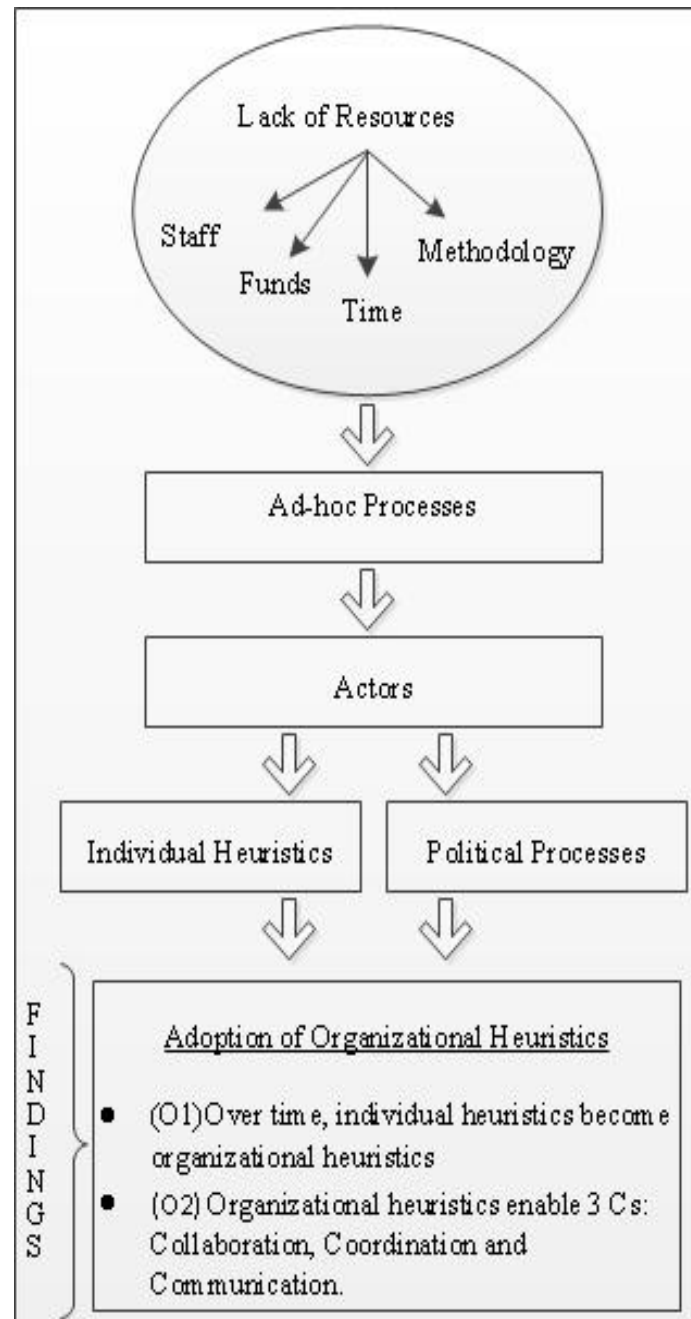 Lack of Resources
Staff
Funds
Time
Methodology
Ad-hoc Processes
Actors
Individual Heuristics
Political Processes
FINDINGS
Adoption of Organizational Heuristics
● (O1)Over time, individual heuristics become
organizational heuristics
● (O2) Organizational heuristics enable 3 Cs:
Collaboration, Coordination and
Communication.